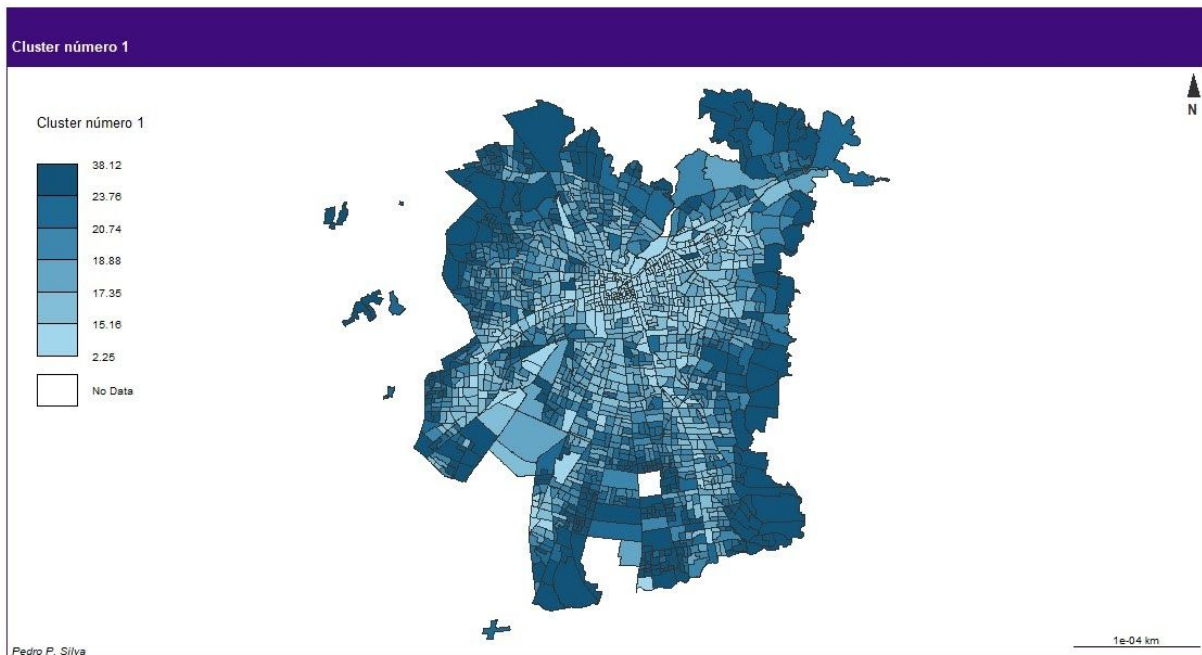 Cluster número 1
N
Cluster número 1
38.12
23.76
20.74
18.88
17.35
15.16
2.25
No Data
1e-04 km
Pedro P. Silva